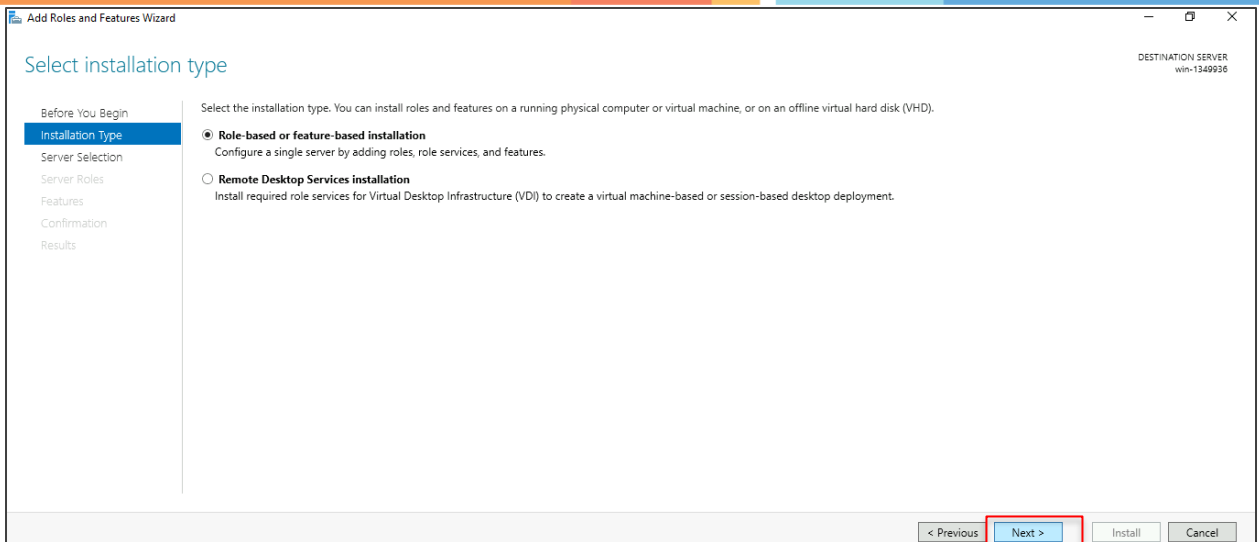 Add Roles and Features Wizard
Select installation type
DESTINATION SERVER
win-1349936
Before You Begin
Installation Type
Server Selection
Server Roles
Features
Confirmation
Results
Select the installation type. You can install roles and features on a running physical computer or virtual machine, or on an offline virtual hard disk (VHD).
Role-based or feature-based installation
Configure a single server by adding roles, role services, and features.
Remote Desktop Services installation
Install required role services for Virtual Desktop Infrastructure (VDI) to create a virtual machine-based or session-based desktop deployment.
< Previous Next > Install Cancel